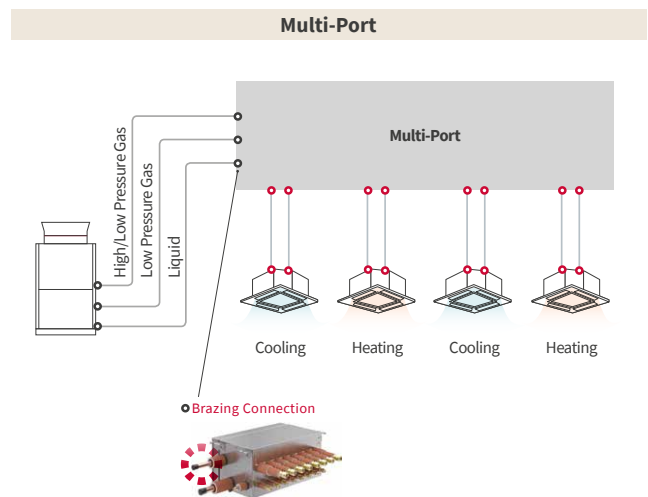 Multi-Port
Multi-Port
High/Low Pressure Gas
Low Pressure Gas
Liquid
Cooling
Heating
Cooling
Heating
Brazing Connection